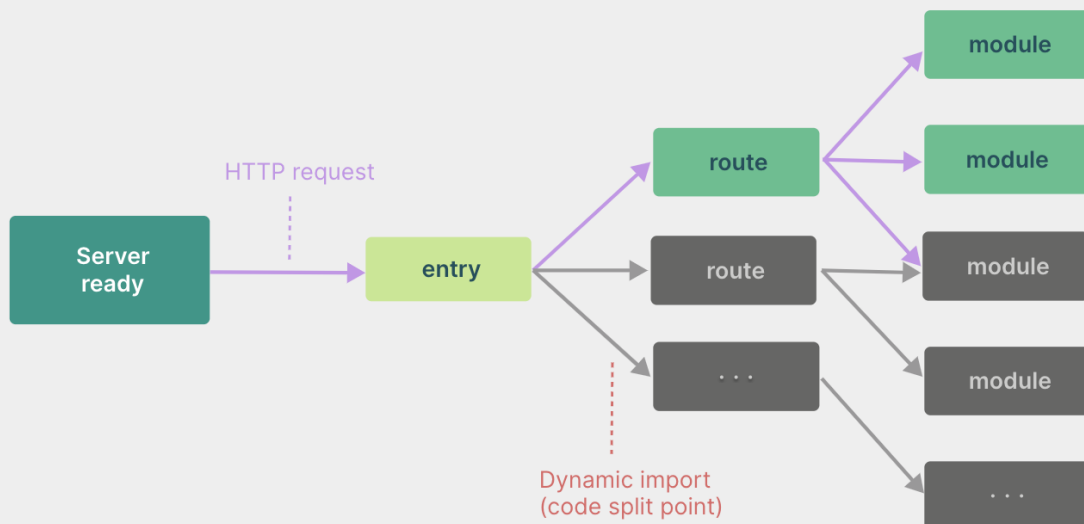 module
HTTP request
route
module
Server
ready
entry
route
module
. . .
module
Dynamic import
(code split point)
. . .